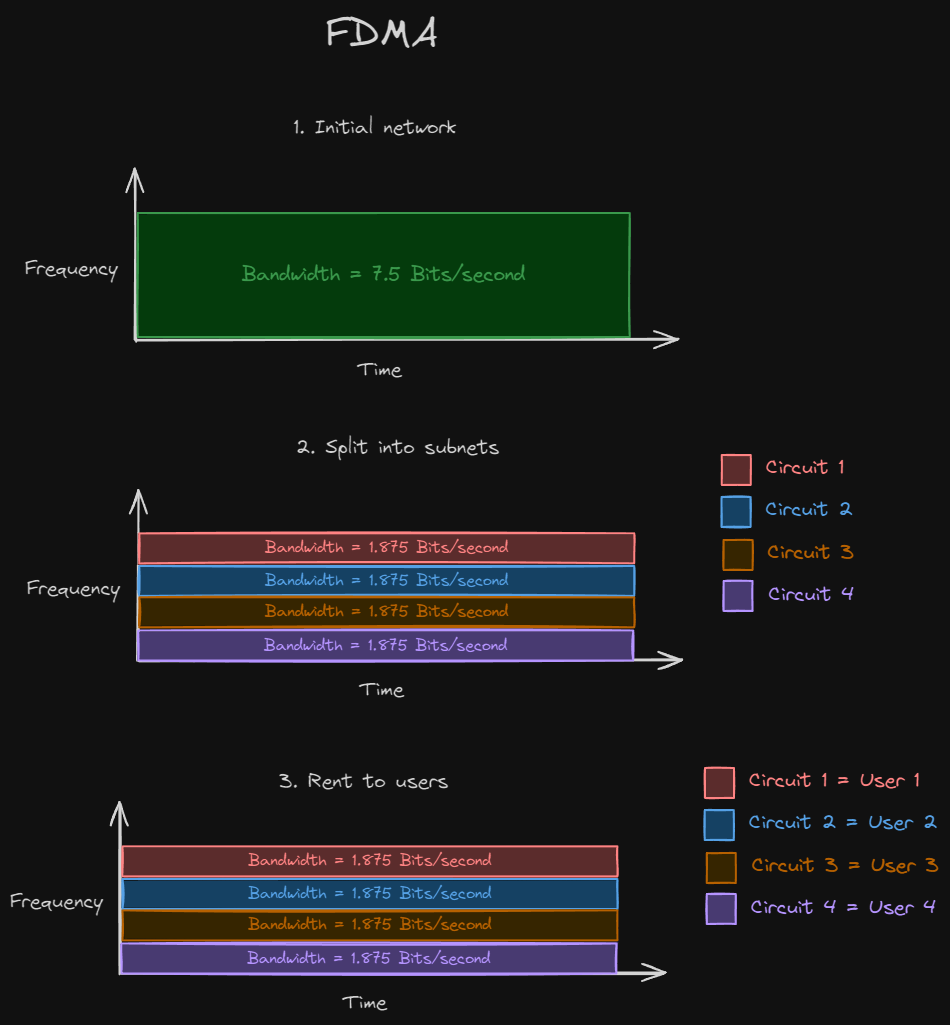 FDMA
1. Initial network
Frequency
Bandwidth = 7.5 Bits/second
Time
2. Split into subnets
Frequency
Bandwidth = 1.875 Bits/second
Bandwidth = 1.875 Bits/second
Bandwidth = 1.875 Bits/second
Bandwidth = 1.875 Bits/second
Time
Circuit 1
Circuit 2
Circuit 3
Circuit 4
3. Rent to users
Frequency
Bandwidth = 1.875 Bits/second
Bandwidth = 1.875 Bits/second
Bandwidth = 1.875 Bits/second
Bandwidth = 1.875 Bits/second
Time
Circuit 1 = User 1
Circuit 2 = User 2
Circuit 3 = User 3
Circuit 4 = User 4